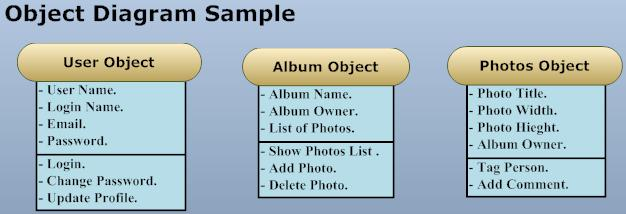 Object Diagram Sample
User Object
- User Name.
- Login Name.
- Email.
- Password.
- Login.
- Change Password.
- Update Profile.
Album Object
- Album Name.
- Album Owner.
- List of Photos.
- Show Photos List .
- Add Photo.
- Delete Photo.
Photos Object
- Photo Title.
- Photo Width.
- Photo Hieght.
- Album Owner.
- Tag Person.
- Add Comment.